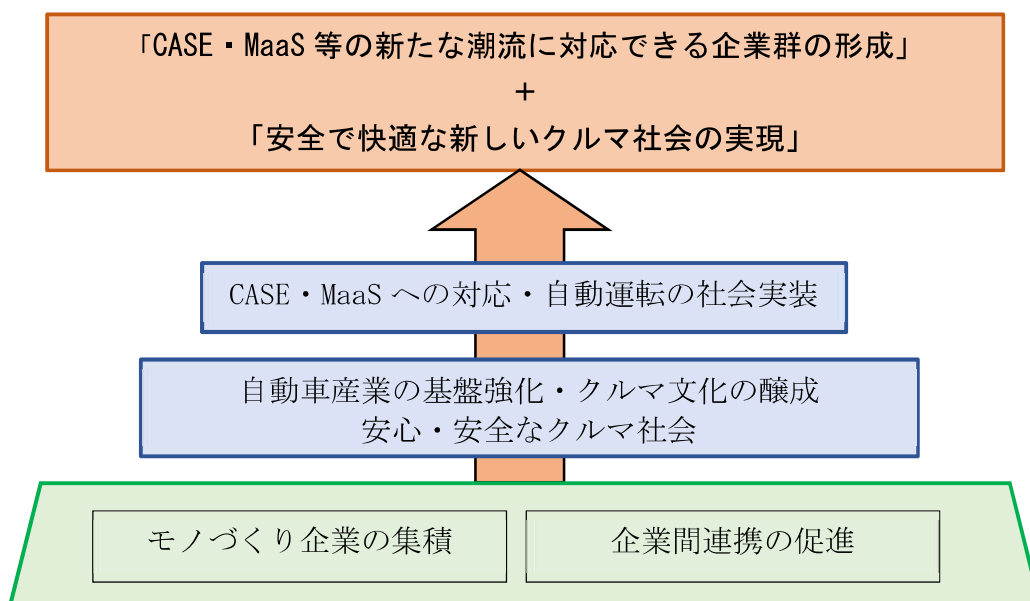 「CASE・MaaS 等の新たな潮流に対応できる企業群の形成」
+
「安全で快適な新しいクルマ社会の実現」
CASE・MaaS への対応・自動運転の社会実装
自動車産業の基盤強化・クルマ文化の醸成
安心・安全なクルマ社会
モノづくり企業の集積
企業間連携の促進